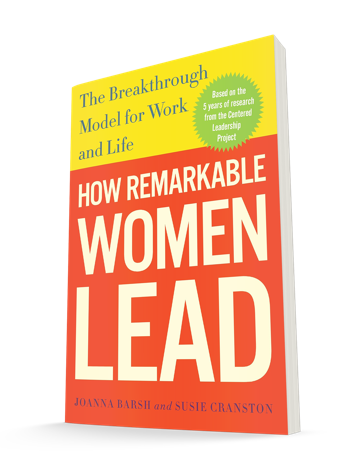 The Breakthrough
Model for Work
and Life
Based on the
5 years of research
from the Centered
Leadership
Project
HOW REMARKABLE
WOMEN
LEAD
JOANNA BARSH and SUSIE CRANSTON